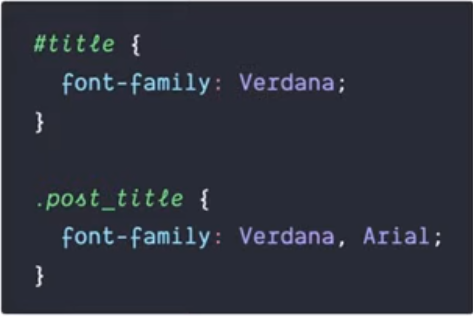 #title {
  font-family: Verdana;
}

.post_title {
  font-family: Verdana, Arial;
}